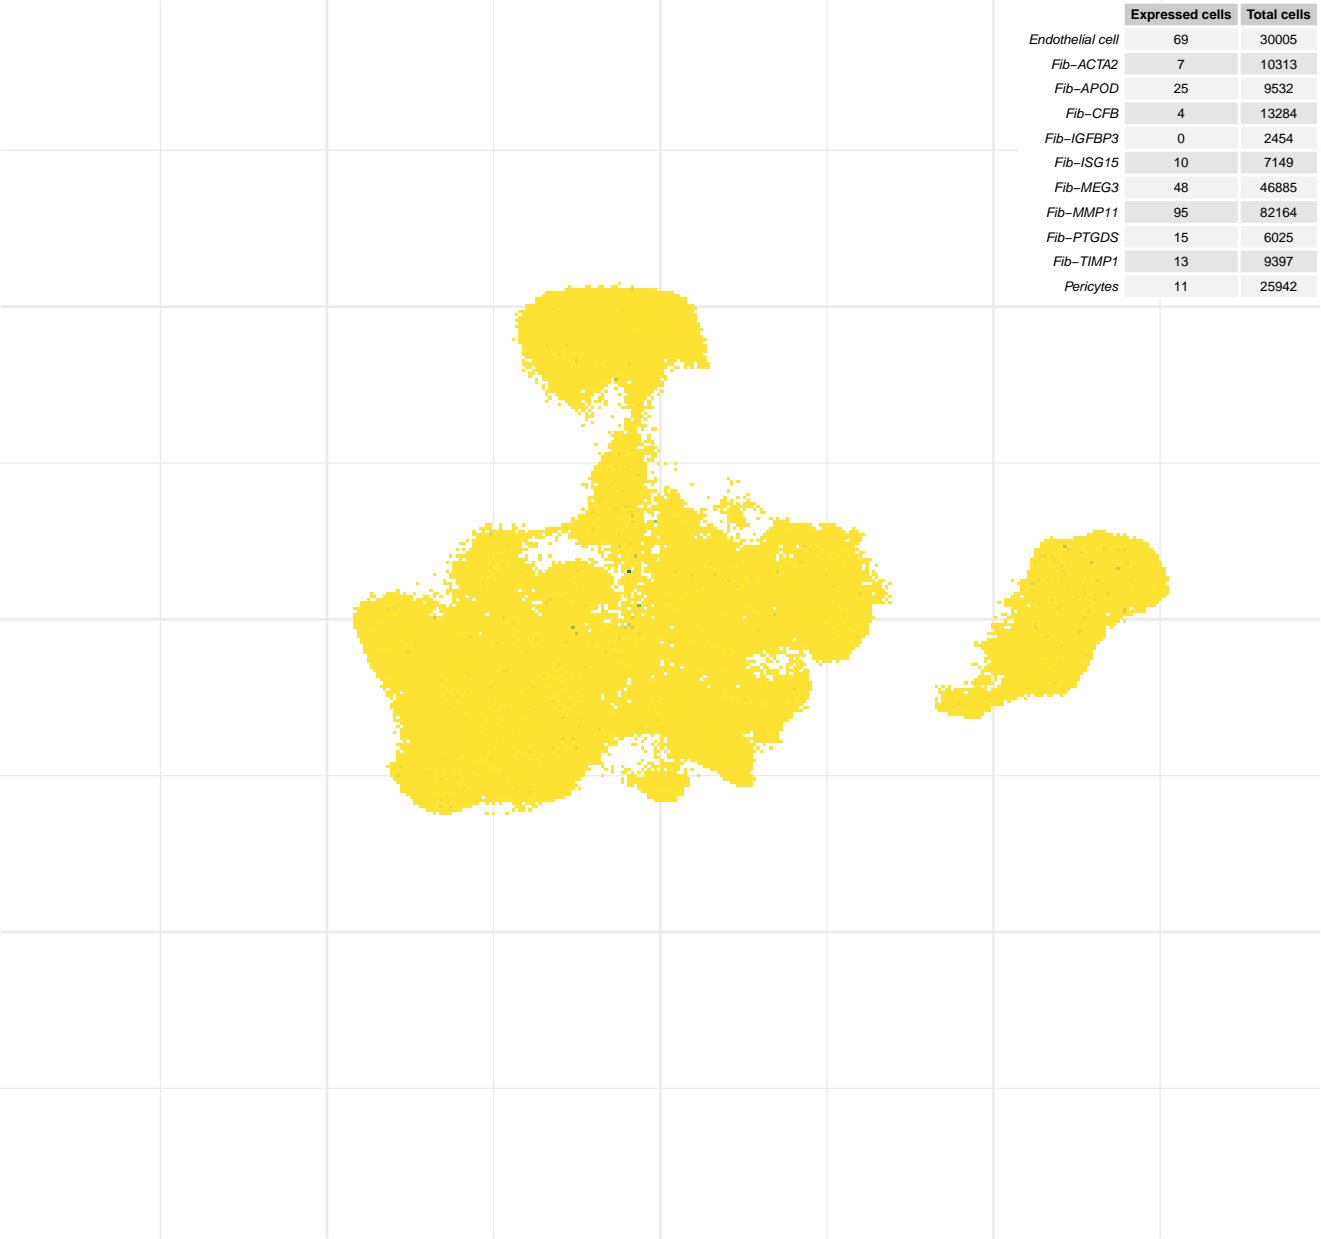 Expressed cells Total cells
Endothelial cell 69 30005
Fib−ACTA2 7 10313
Fib−APOD 25 9532
Fib−CFB 4 13284
Fib−IGFBP3 0 2454
Fib−ISG15 10 7149
Fib−MEG3 48 46885
Fib−MMP11 95 82164
Fib−PTGDS 15 6025
Fib−TIMP1 13 9397
Pericytes 11 25942